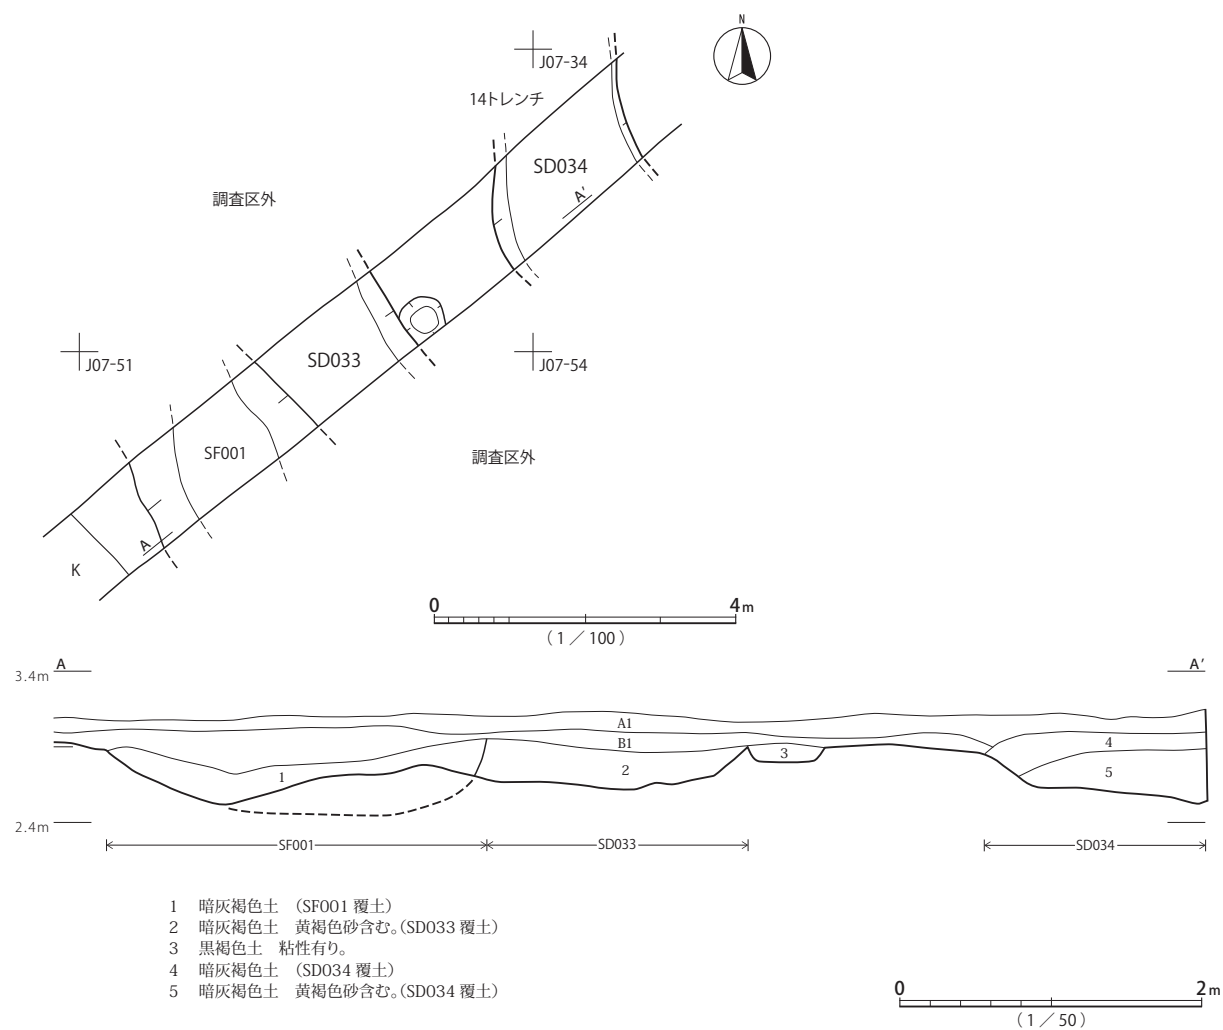 N
J07-34
14トレンチ
SD034
A′
調査区外
J07-51
SD033
J07-54
SF001
調査区外
A
K
0 4m
（1／100）
3.4m A A′
A1
B1
1
2
3
4
5
2.4m
SF001 SD033 SD034
1 暗灰褐色土 （SF001 覆土）
2 暗灰褐色土 黄褐色砂含む。（SD033 覆土）
3 黒褐色土 粘性有り。
4 暗灰褐色土 （SD034 覆土）
5 暗灰褐色土 黄褐色砂含む。（SD034 覆土）
0 2m
（1／50）